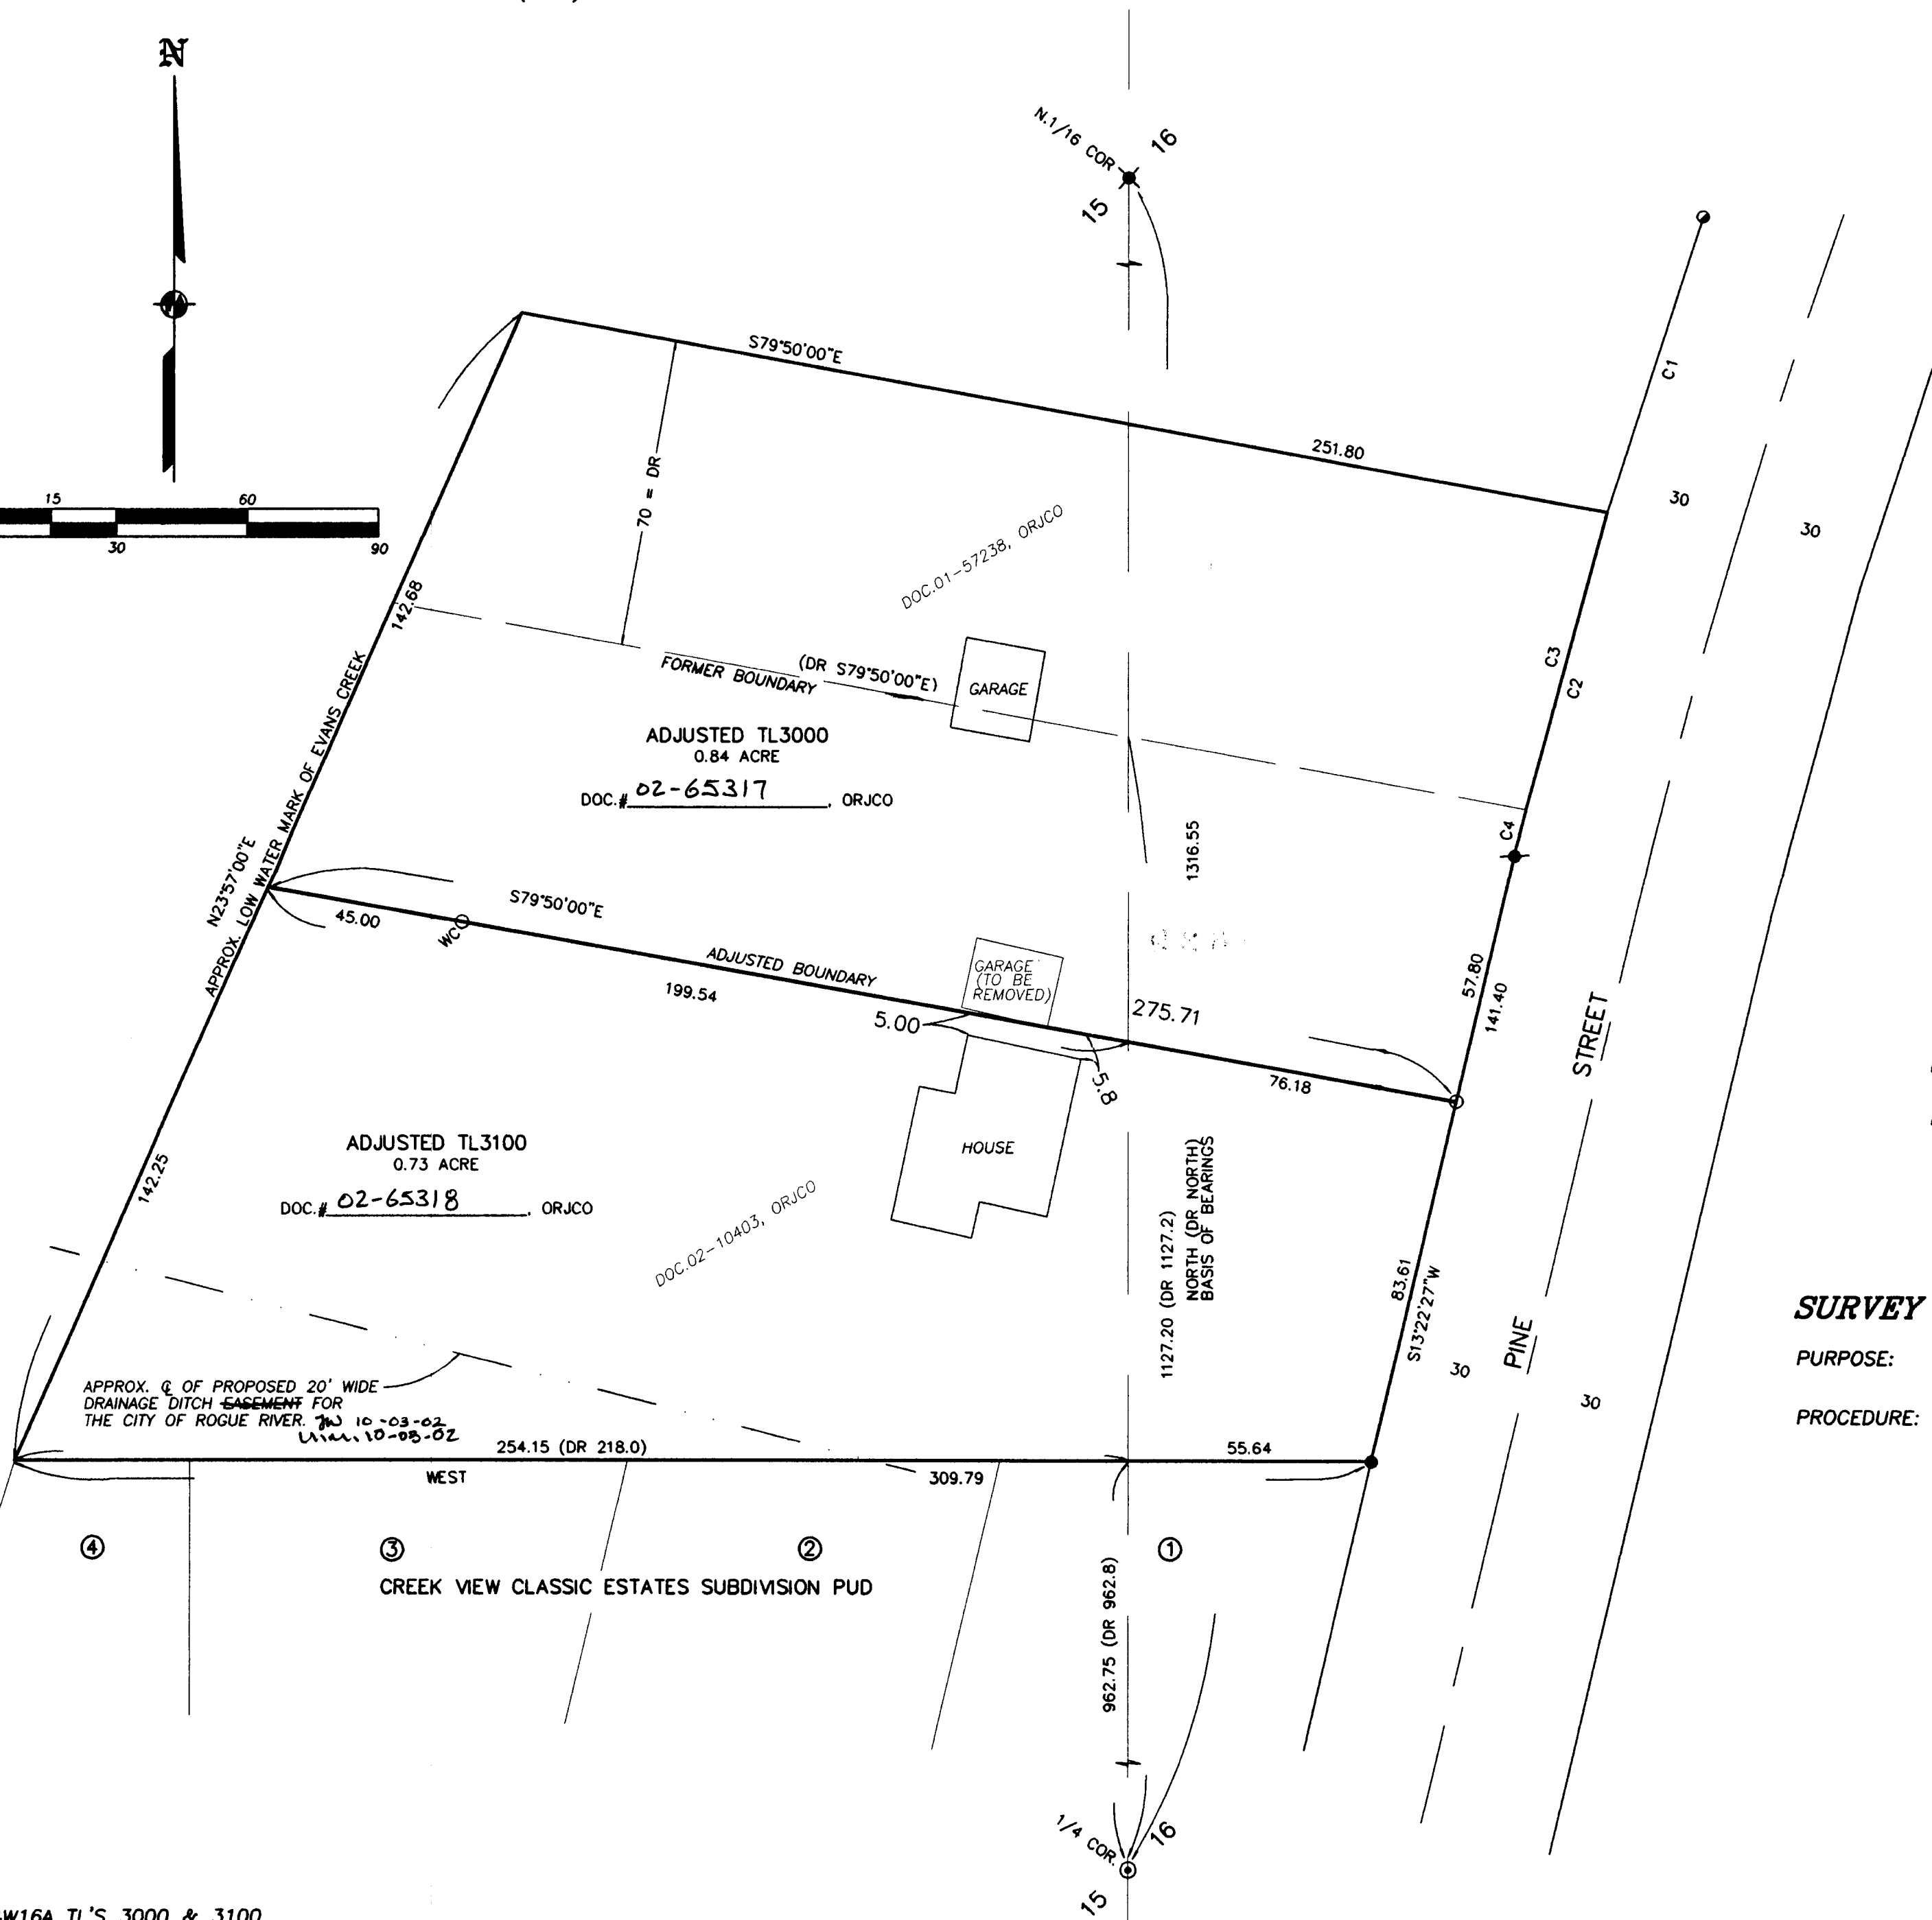 N
N.1/16 COR
16
15
15
60
30
90
S79°50'00"E
251.80
C1
30
30
70 = DR
DOC.01-57238, ORJCO
142.68
FORMER BOUNDARY
(DR S79°50'00"E)
GARAGE
C3
C2
ADJUSTED TL3000
0.84 ACRE
DOC.# 02-65317, ORJCO
C4
1316.55
N23°57'00"E
APPROX. LOW WATER MARK OF EVANS CREEK
S79°50'00"E
45.00
WC
ADJUSTED BOUNDARY
199.54
GARAGE
(TO BE
REMOVED)
5.00
275.71
57.80
141.40
PINE STREET
5.8
76.18
ADJUSTED TL3100
0.73 ACRE
DOC.# 02-65318, ORJCO
142.25
HOUSE
DOC.02-10403, ORJCO
1127.20 (DR 1127.2)
NORTH (DR NORTH)
BASIS OF BEARINGS
83.61
S13°22'27"W
30
30
SURVEY
PURPOSE:
PROCEDURE:
APPROX. ℄ OF PROPOSED 20' WIDE
DRAINAGE DITCH EASEMENT FOR
THE CITY OF ROGUE RIVER. JW 10-03-02
10-03-02
254.15 (DR 218.0)
55.64
WEST
309.79
④
③
②
①
CREEK VIEW CLASSIC ESTATES SUBDIVISION PUD
962.75 (DR 962.8)
1/4 COR.
16
15
W16A TL'S 3000 & 3100